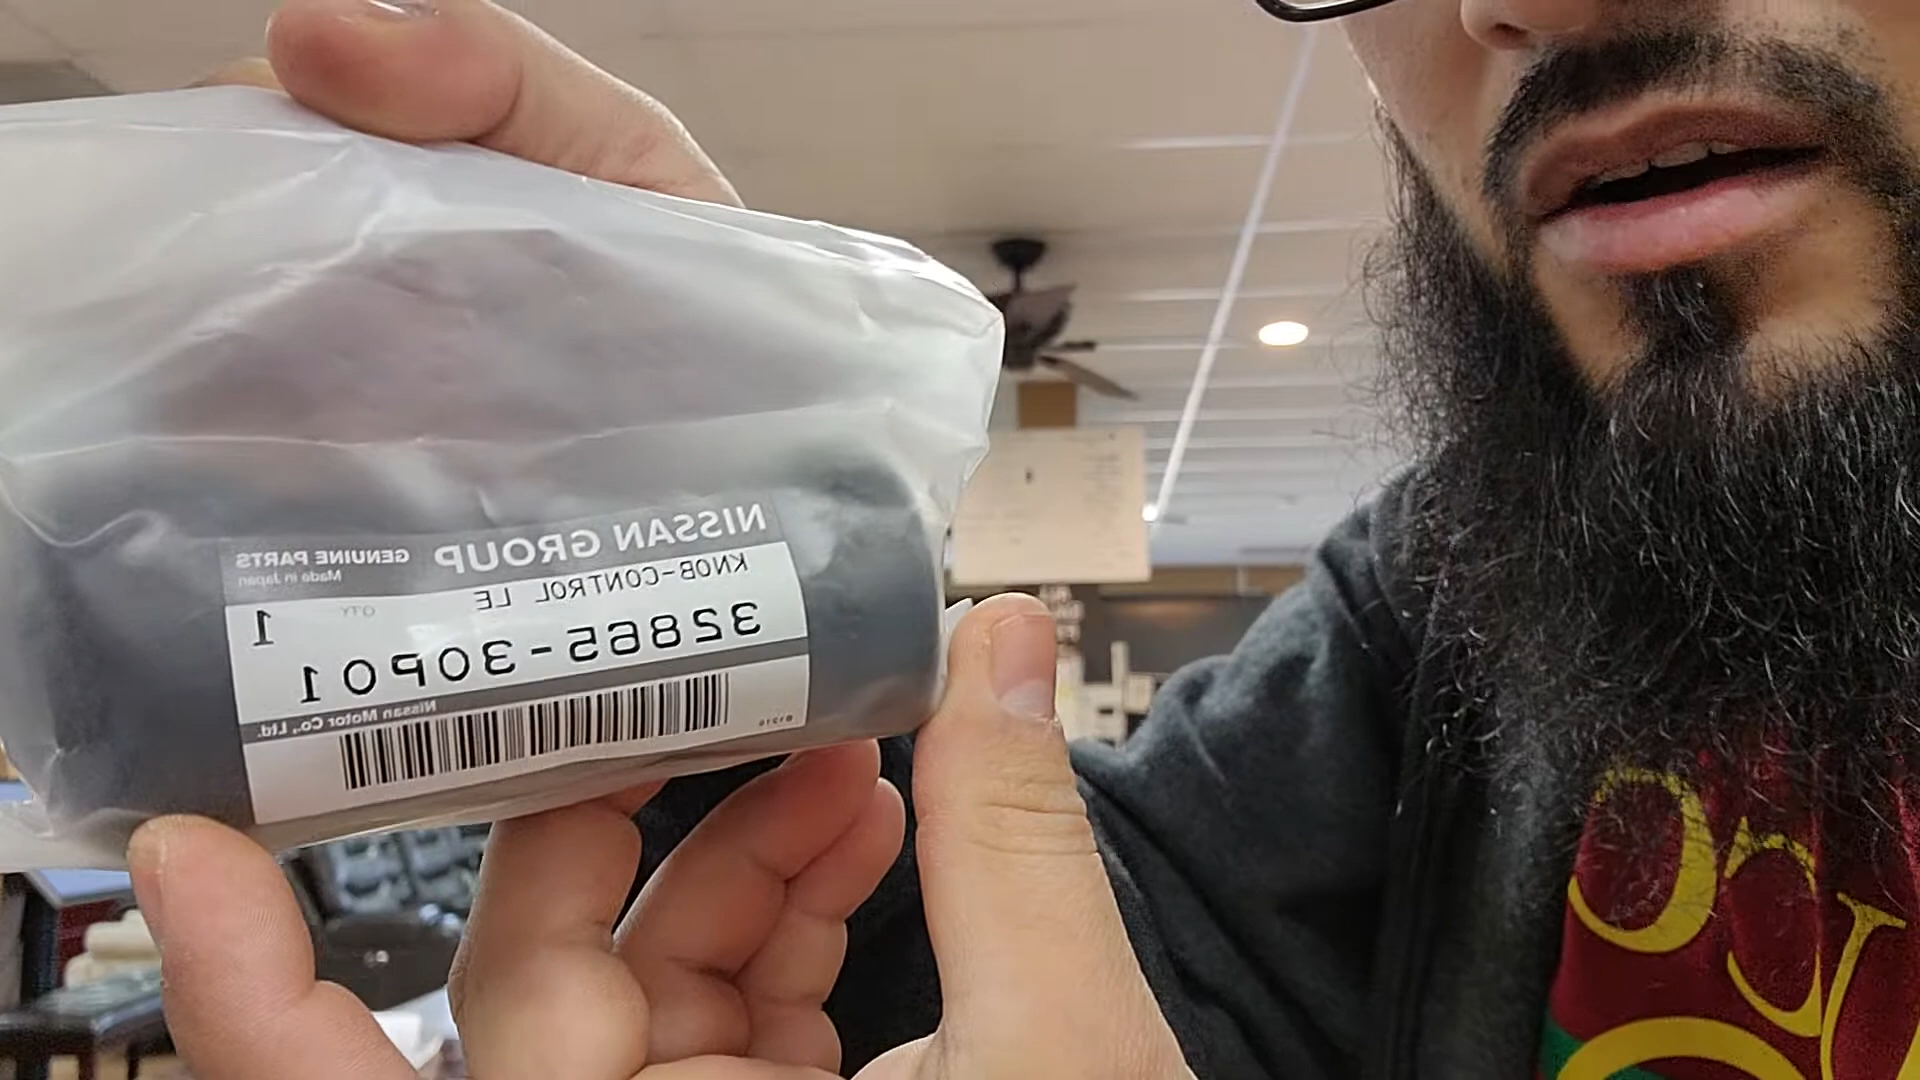 NISSAN GROUP GENUINE PARTS
Made in Japan
KNOB-CONTROL LE
QTY 1
32865-30P01
Nissan Motor Co., Ltd.